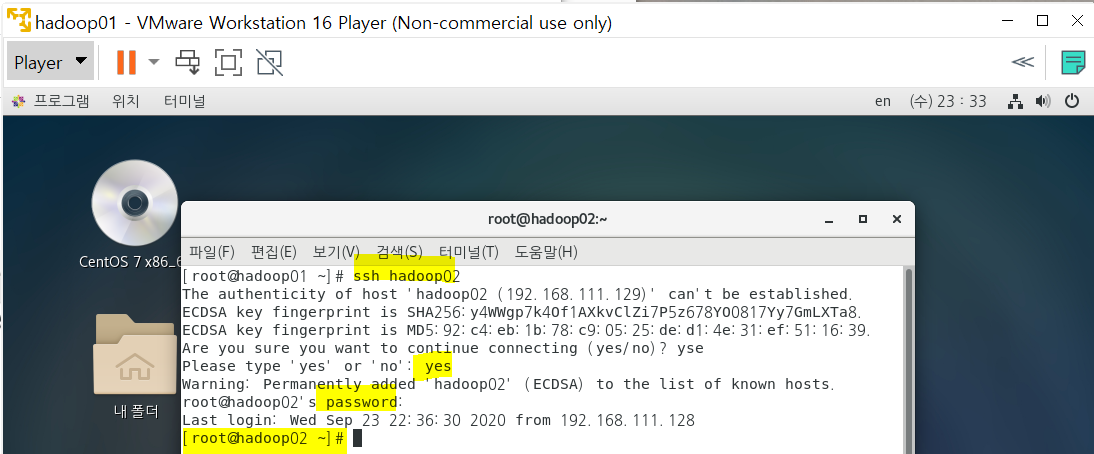 hadoop01 - VMware Workstation 16 Player (Non-commercial use only)
Player
프로그램 위치 터미널 en (수) 23 : 33
CentOS 7 x86_6
내 폴더
root@hadoop02:~
파일(F) 편집(E) 보기(V) 검색(S) 터미널(T) 도움말(H)
[root@hadoop01 ~]# ssh hadoop02
The authenticity of host 'hadoop02 (192.168.111.129)' can't be established.
ECDSA key fingerprint is SHA256:y4WWgp7k4Of1AXkvClZi7P5z678YO0817Yy7GmLXTa8.
ECDSA key fingerprint is MD5:92:c4:eb:1b:78:c9:05:25:de:d1:4e:31:ef:51:16:39.
Are you sure you want to continue connecting (yes/no)? yse
Please type 'yes' or 'no': yes
Warning: Permanently added 'hadoop02' (ECDSA) to the list of known hosts.
root@hadoop02's password:
Last login: Wed Sep 23 22:36:30 2020 from 192.168.111.128
[root@hadoop02 ~]#